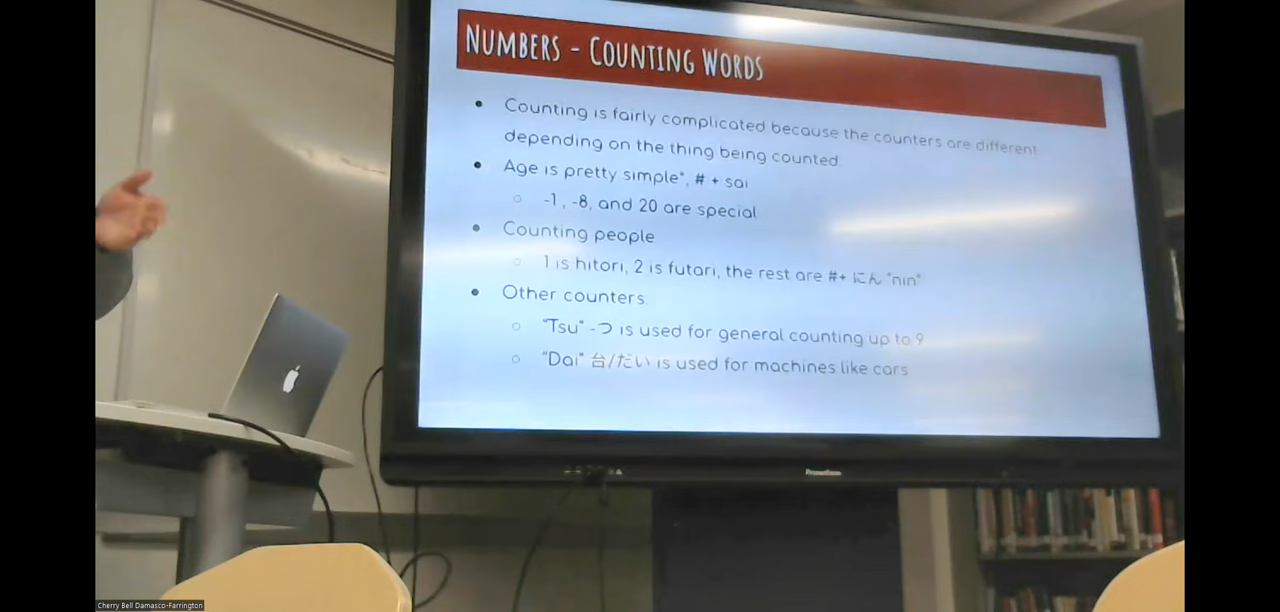 NUMBERS - COUNTING WORDS
• Counting is fairly complicated because the counters are different
depending on the thing being counted.
• Age is pretty simple*, # + sai
○ -1, -8, and 20 are special
• Counting people
○ 1 is hitori, 2 is futari, the rest are #+ にん "nin"
• Other counters
○ "Tsu" -つ is used for general counting up to 9
○ "Dai" 台/だい is used for machines like cars
Promethean
Cherry Bell Damasco-Farrington